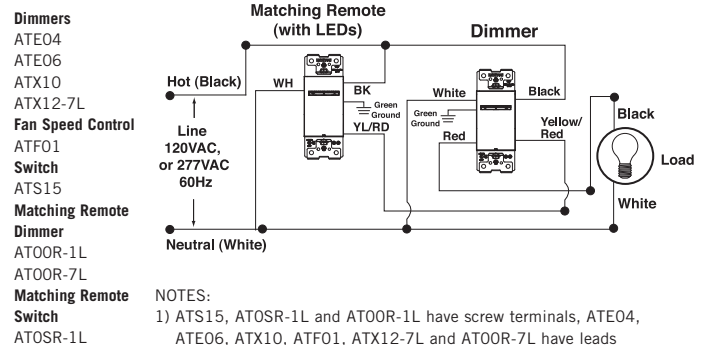 Dimmers
ATE04
ATE06
ATX10
ATX12-7L
Fan Speed Control
ATF01
Switch
ATS15
Matching Remote
Dimmer
AT00R-1L
AT00R-7L
Matching Remote
Switch
AT0SR-1L
Matching Remote
(with LEDs)
Dimmer
Hot (Black)
WH
BK
Green
Ground
YL/RD
Line
120VAC,
or 277VAC
60Hz
Neutral (White)
White
Black
Green
Ground
Red
Yellow/
Red
Black
Load
White
NOTES:
1) ATS15, AT0SR-1L and AT00R-1L have screw terminals, ATE04,
ATE06, ATX10, ATF01, ATX12-7L and AT00R-7L have leads